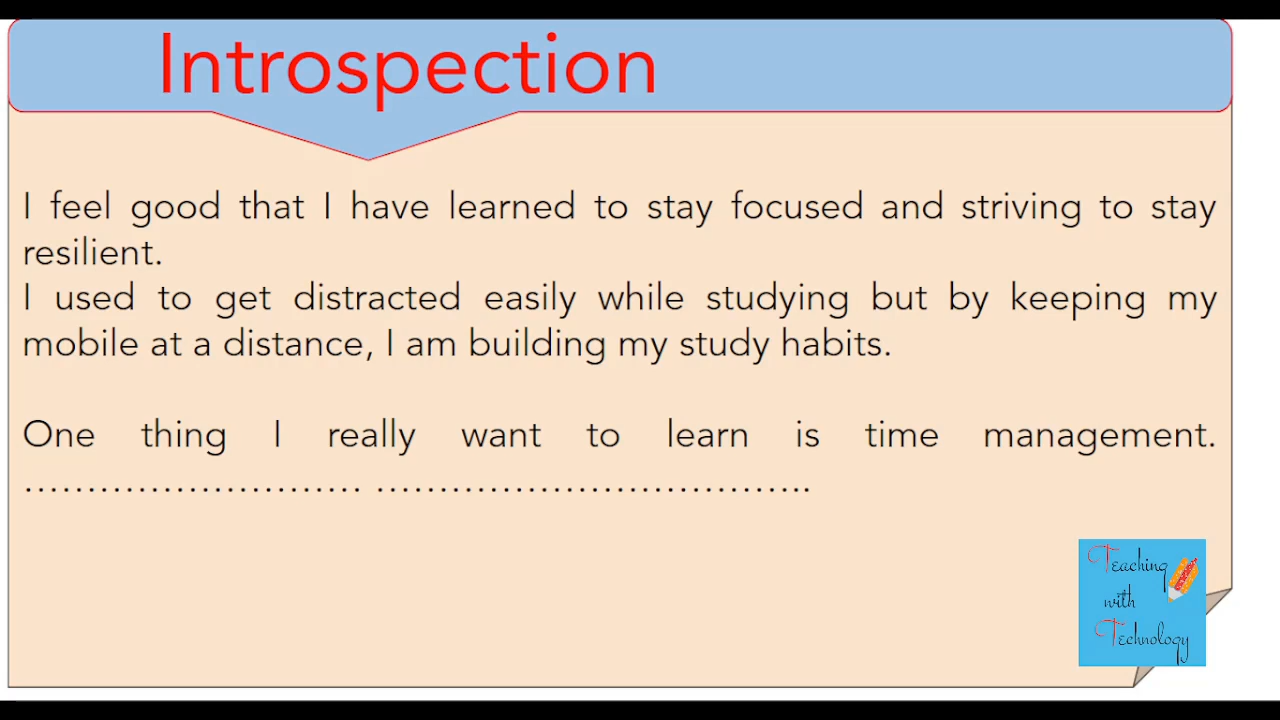 Introspection
I feel good that I have learned to stay focused and striving to stay
resilient.
I used to get distracted easily while studying but by keeping my
mobile at a distance, I am building my study habits.
One thing I really want to learn is time management.
........................... ..................................
Teaching
with
Technology